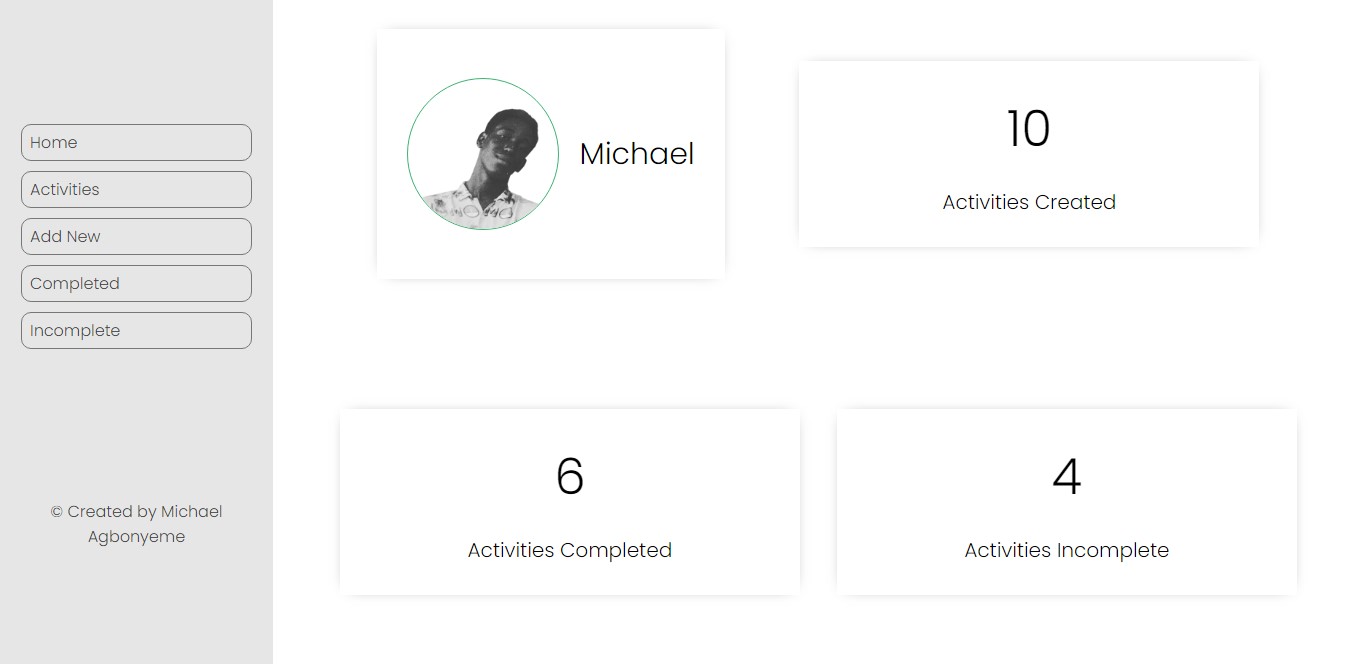 Home
Activities
Add New
Completed
Incomplete
© Created by Michael
Agbonyeme
Michael
10
Activities Created
6
Activities Completed
4
Activities Incomplete